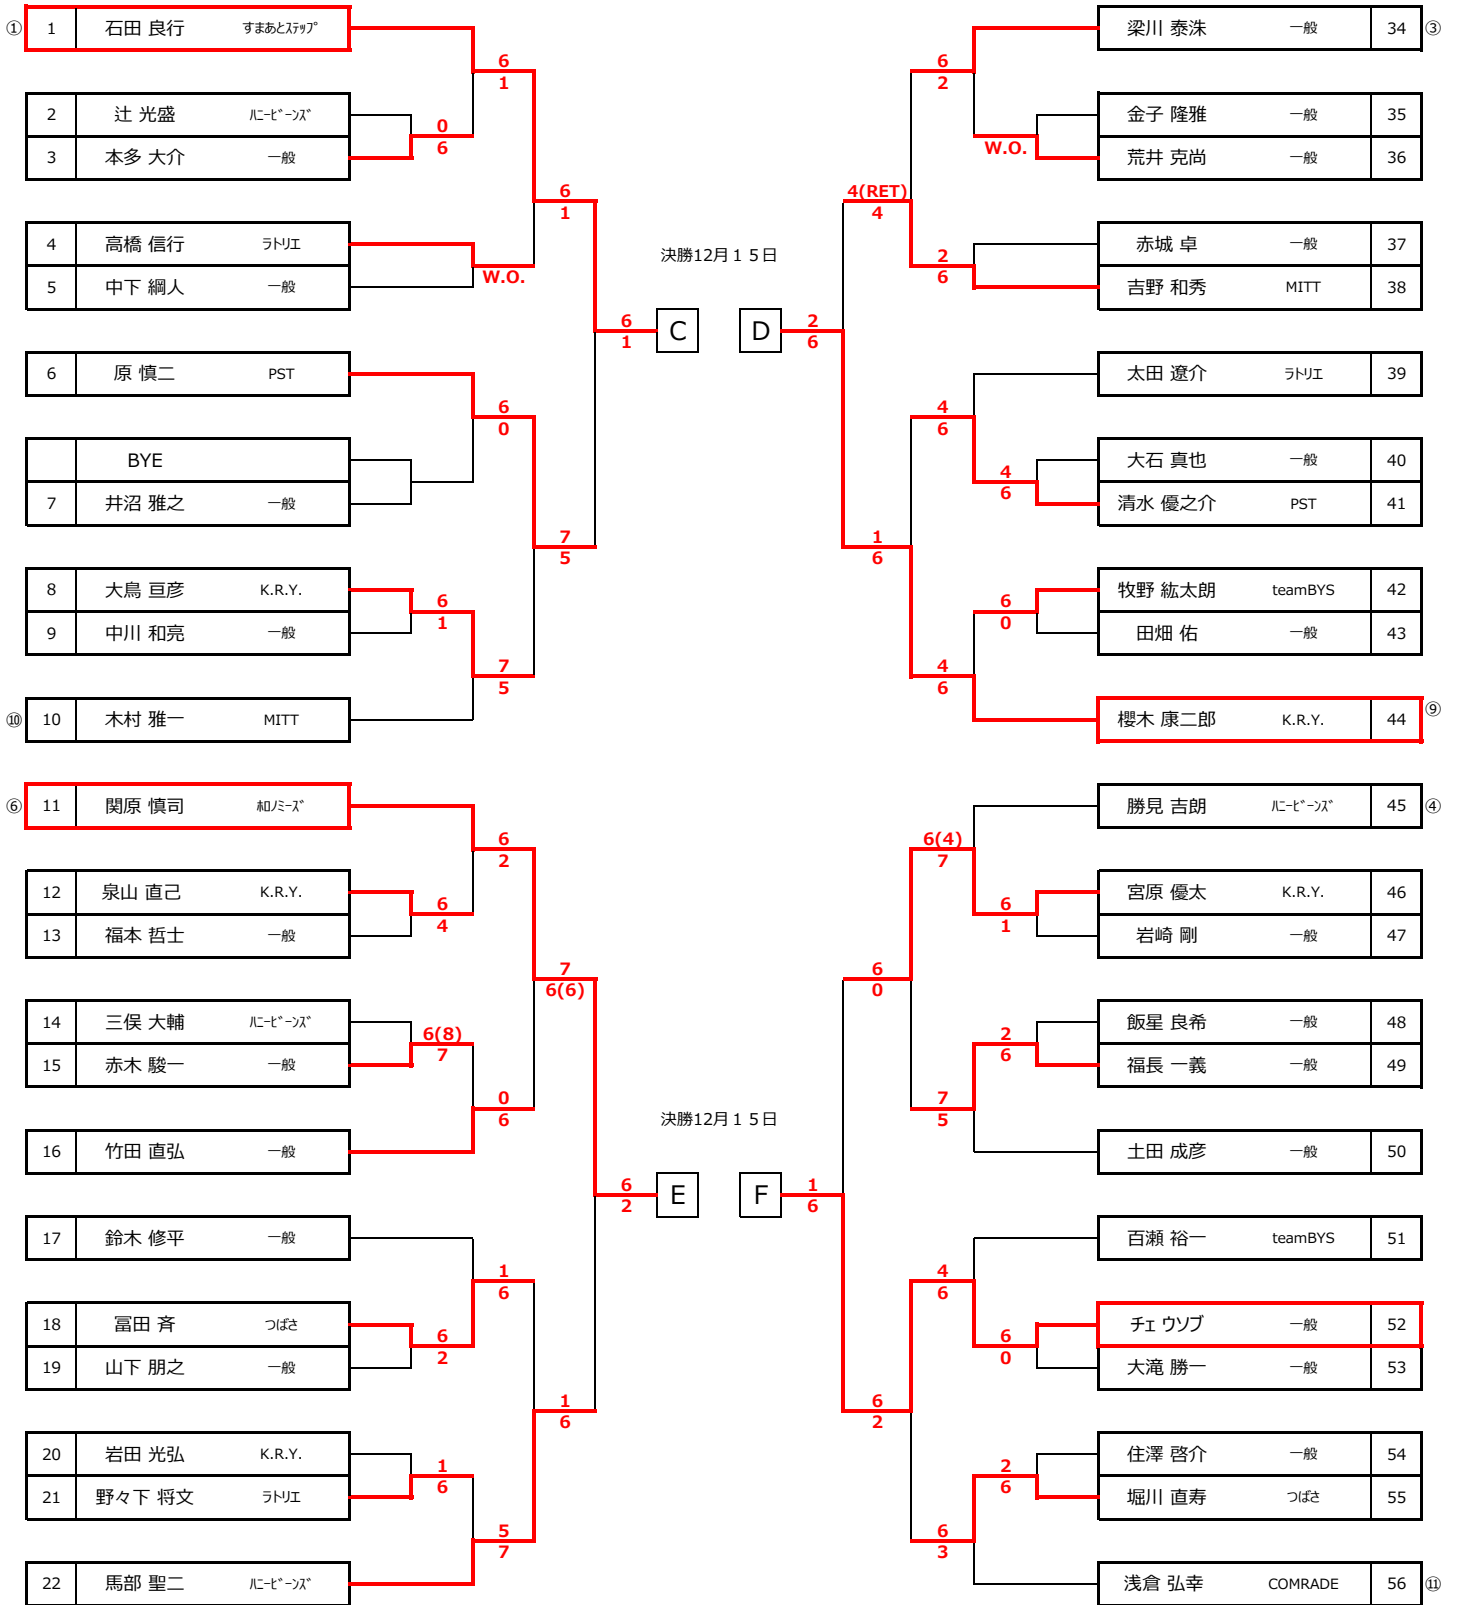 ① 1 石田 良行 すまあとｽﾃｯﾌﾟ
6
1
2 辻 光盛 ﾊﾆｰﾋﾞｰﾝｽﾞ
0
6
3 本多 大介 一般
6
1
4 高橋 信行 ラトリエ
W.O.
5 中下 綱人 一般
6
1
C
6 原 慎二 PST
6
0
BYE
7 井沼 雅之 一般
7
5
8 大鳥 亘彦 K.R.Y.
6
1
9 中川 和亮 一般
7
5
⑩ 10 木村 雅一 MITT
決勝12月１５日
梁川 泰洙 一般 34 ③
6
2
金子 隆雅 一般 35
W.O.
荒井 克尚 一般 36
4(RET)
4
赤城 卓 一般 37
2
6
吉野 和秀 MITT 38
D
2
6
太田 遼介 ラトリエ 39
4
6
大石 真也 一般 40
4
6
清水 優之介 PST 41
1
6
牧野 紘太朗 teamBYS 42
6
0
田畑 佑 一般 43
4
6
櫻木 康二郎 K.R.Y. 44 ⑨
⑥ 11 関原 慎司
6
2
12 泉山 直己 K.R.Y.
6
4
13 福本 哲士 一般
7
6(6)
14 三俣 大輔 ﾊﾆｰﾋﾞｰﾝｽﾞ
6(8)
7
15 赤木 駿一 一般
0
6
16 竹田 直弘 一般
6
2
E
17 鈴木 修平 一般
1
6
18 冨田 斉 つばさ
6
2
19 山下 朋之 一般
1
6
20 岩田 光弘 K.R.Y.
1
6
21 野々下 将文 ラトリエ
5
7
22 馬部 聖二 ﾊﾆｰﾋﾞｰﾝｽﾞ
決勝12月１５日
勝見 吉朗 ﾊﾆｰﾋﾞｰﾝｽﾞ 45 ④
6(4)
7
宮原 優太 K.R.Y. 46
6
1
岩崎 剛 一般 47
6
0
飯星 良希 一般 48
2
6
福長 一義 一般 49
7
5
土田 成彦 一般 50
F
1
6
百瀬 裕一 teamBYS 51
4
6
チェ ウソブ 一般 52
6
0
大滝 勝一 一般 53
6
2
住澤 啓介 一般 54
2
6
堀川 直寿 つばさ 55
6
3
浅倉 弘幸 COMRADE 56 ⑪